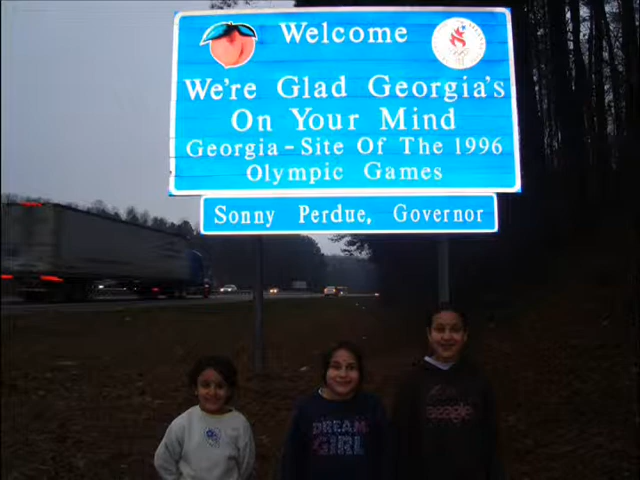 Welcome
We're Glad Georgia's
On Your Mind
Georgia - Site Of The 1996
Olympic Games
Sonny Perdue, Governor
DREAM
GIRL